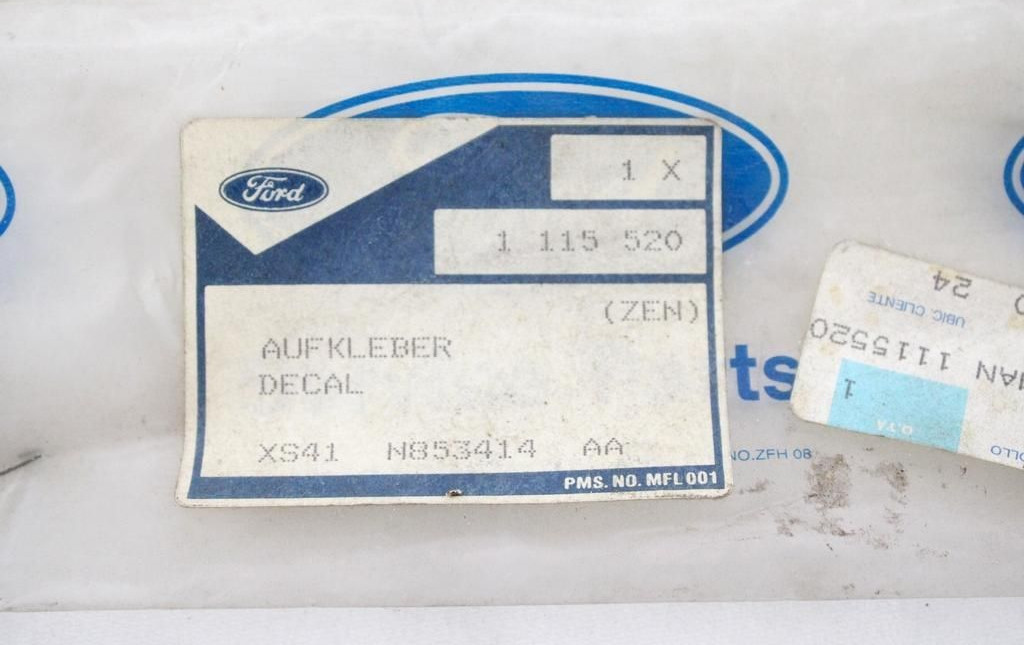 Ford
1 X
1 115 520
(ZEN)
AUFKLEBER
DECAL
XS41 N853414 AA
PMS. NO. MFL 001
ts
NO.ZFH 08
24
UBIC. CLIENTE
1115520
1